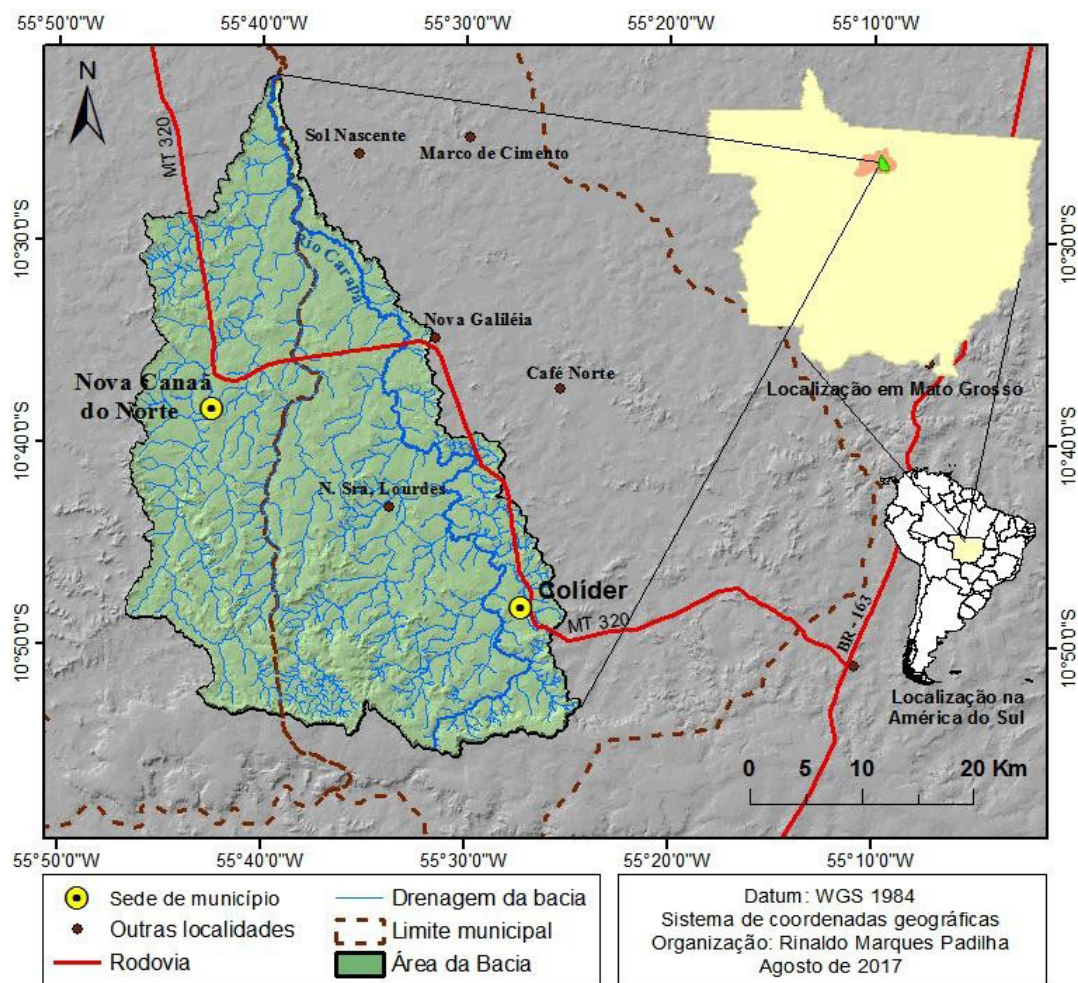 55°50'0"W 55°40'0"W 55°30'0"W 55°20'0"W 55°10'0"W
N
MT 320
Sol Nascente
Marco de Cimento
10°30'0"S
10°30'0"S
Rio Carapá
Nova Galiléia
Nova Canaã
do Norte
Café Norte
Localização em Mato Grosso
10°40'0"S
10°40'0"S
N. Sra, Lourdes
Colíder
MT 320
BR - 163
10°50'0"S
10°50'0"S
Localização na
América do Sul
0 5 10 20 Km
55°50'0"W 55°40'0"W 55°30'0"W 55°20'0"W 55°10'0"W
Sede de município
Outras localidades
Rodovia
Drenagem da bacia
Limite municipal
Área da Bacia
Datum: WGS 1984
Sistema de coordenadas geográficas
Organização: Rinaldo Marques Padilha
Agosto de 2017